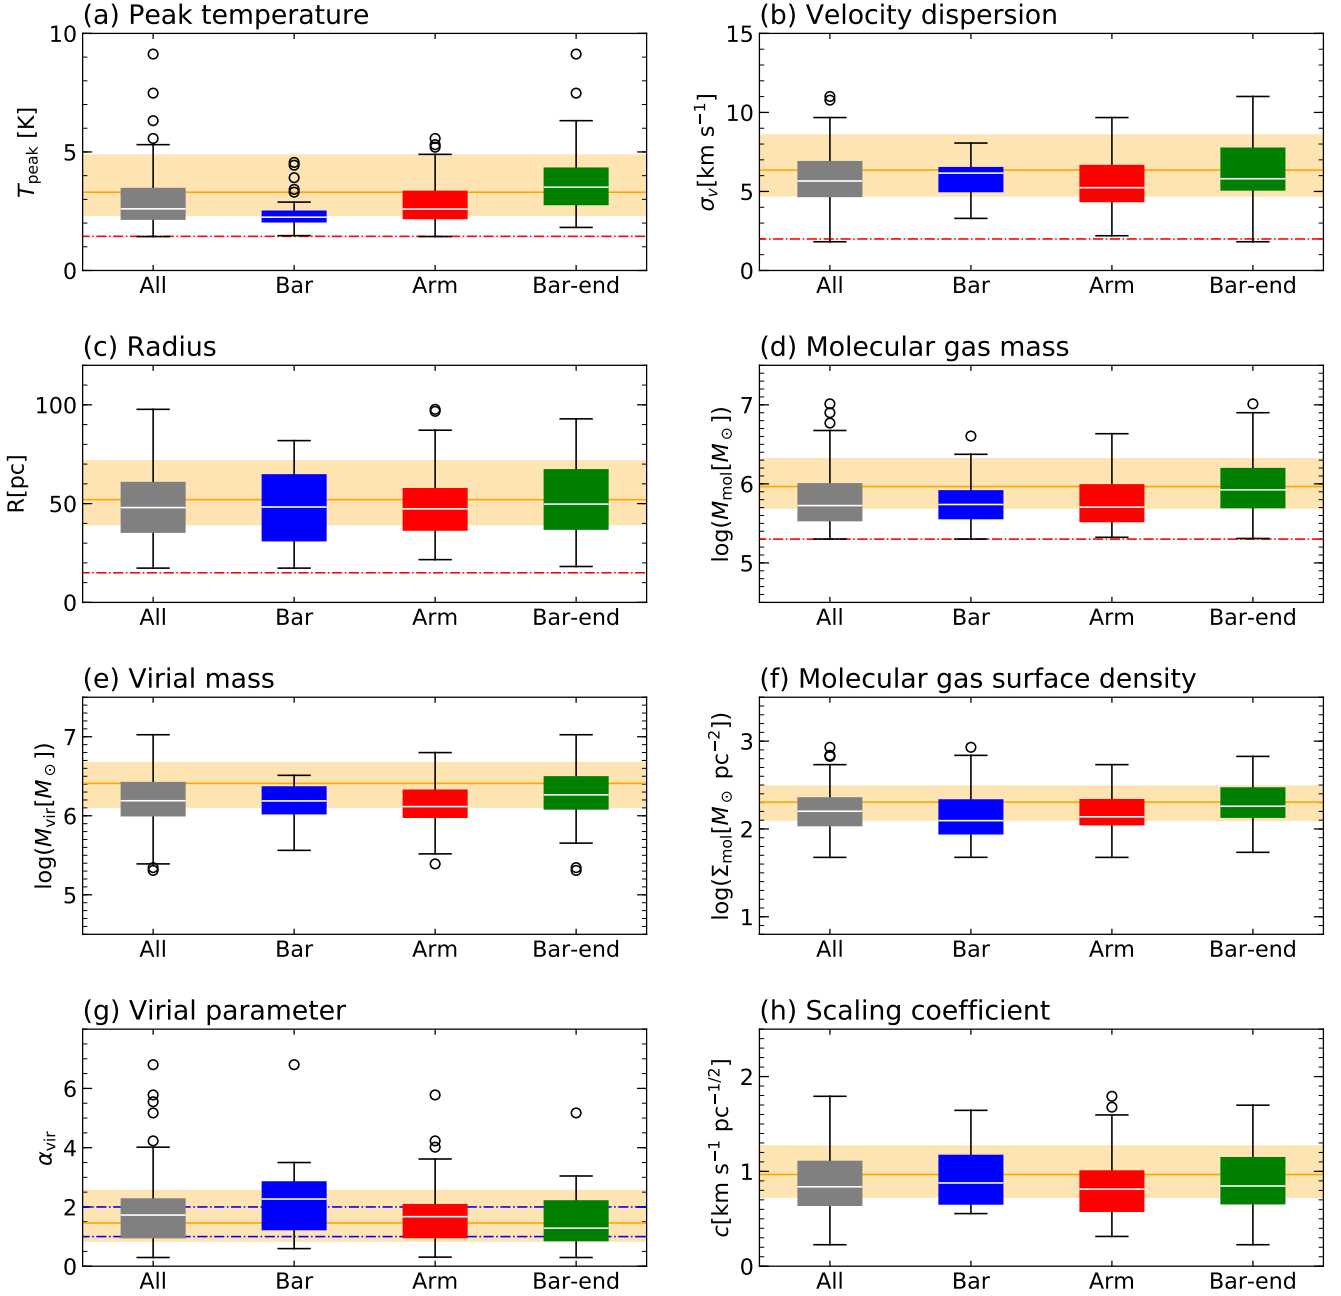 (a) Peak temperature
T_peak [K]
10
5
0
All Bar Arm Bar-end
(b) Velocity dispersion
σ_v[km s⁻¹]
15
10
5
0
All Bar Arm Bar-end
(c) Radius
R[pc]
100
50
0
All Bar Arm Bar-end
(d) Molecular gas mass
log(M_mol[M_⊙])
7
6
5
All Bar Arm Bar-end
(e) Virial mass
log(M_vir[M_⊙])
7
6
5
All Bar Arm Bar-end
(f) Molecular gas surface density
log(Σ_mol[M_⊙ pc⁻²])
3
2
1
All Bar Arm Bar-end
(g) Virial parameter
α_vir
6
4
2
0
All Bar Arm Bar-end
(h) Scaling coefficient
c[km s⁻¹ pc⁻¹ᐟ²]
2
1
0
All Bar Arm Bar-end